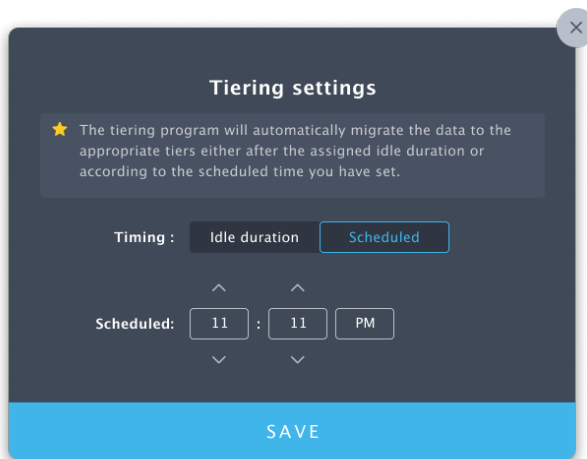 Tiering settings
The tiering program will automatically migrate the data to the
appropriate tiers either after the assigned idle duration or
according to the scheduled time you have set.
Timing : Idle duration Scheduled
Scheduled: 11 : 11 PM
SAVE